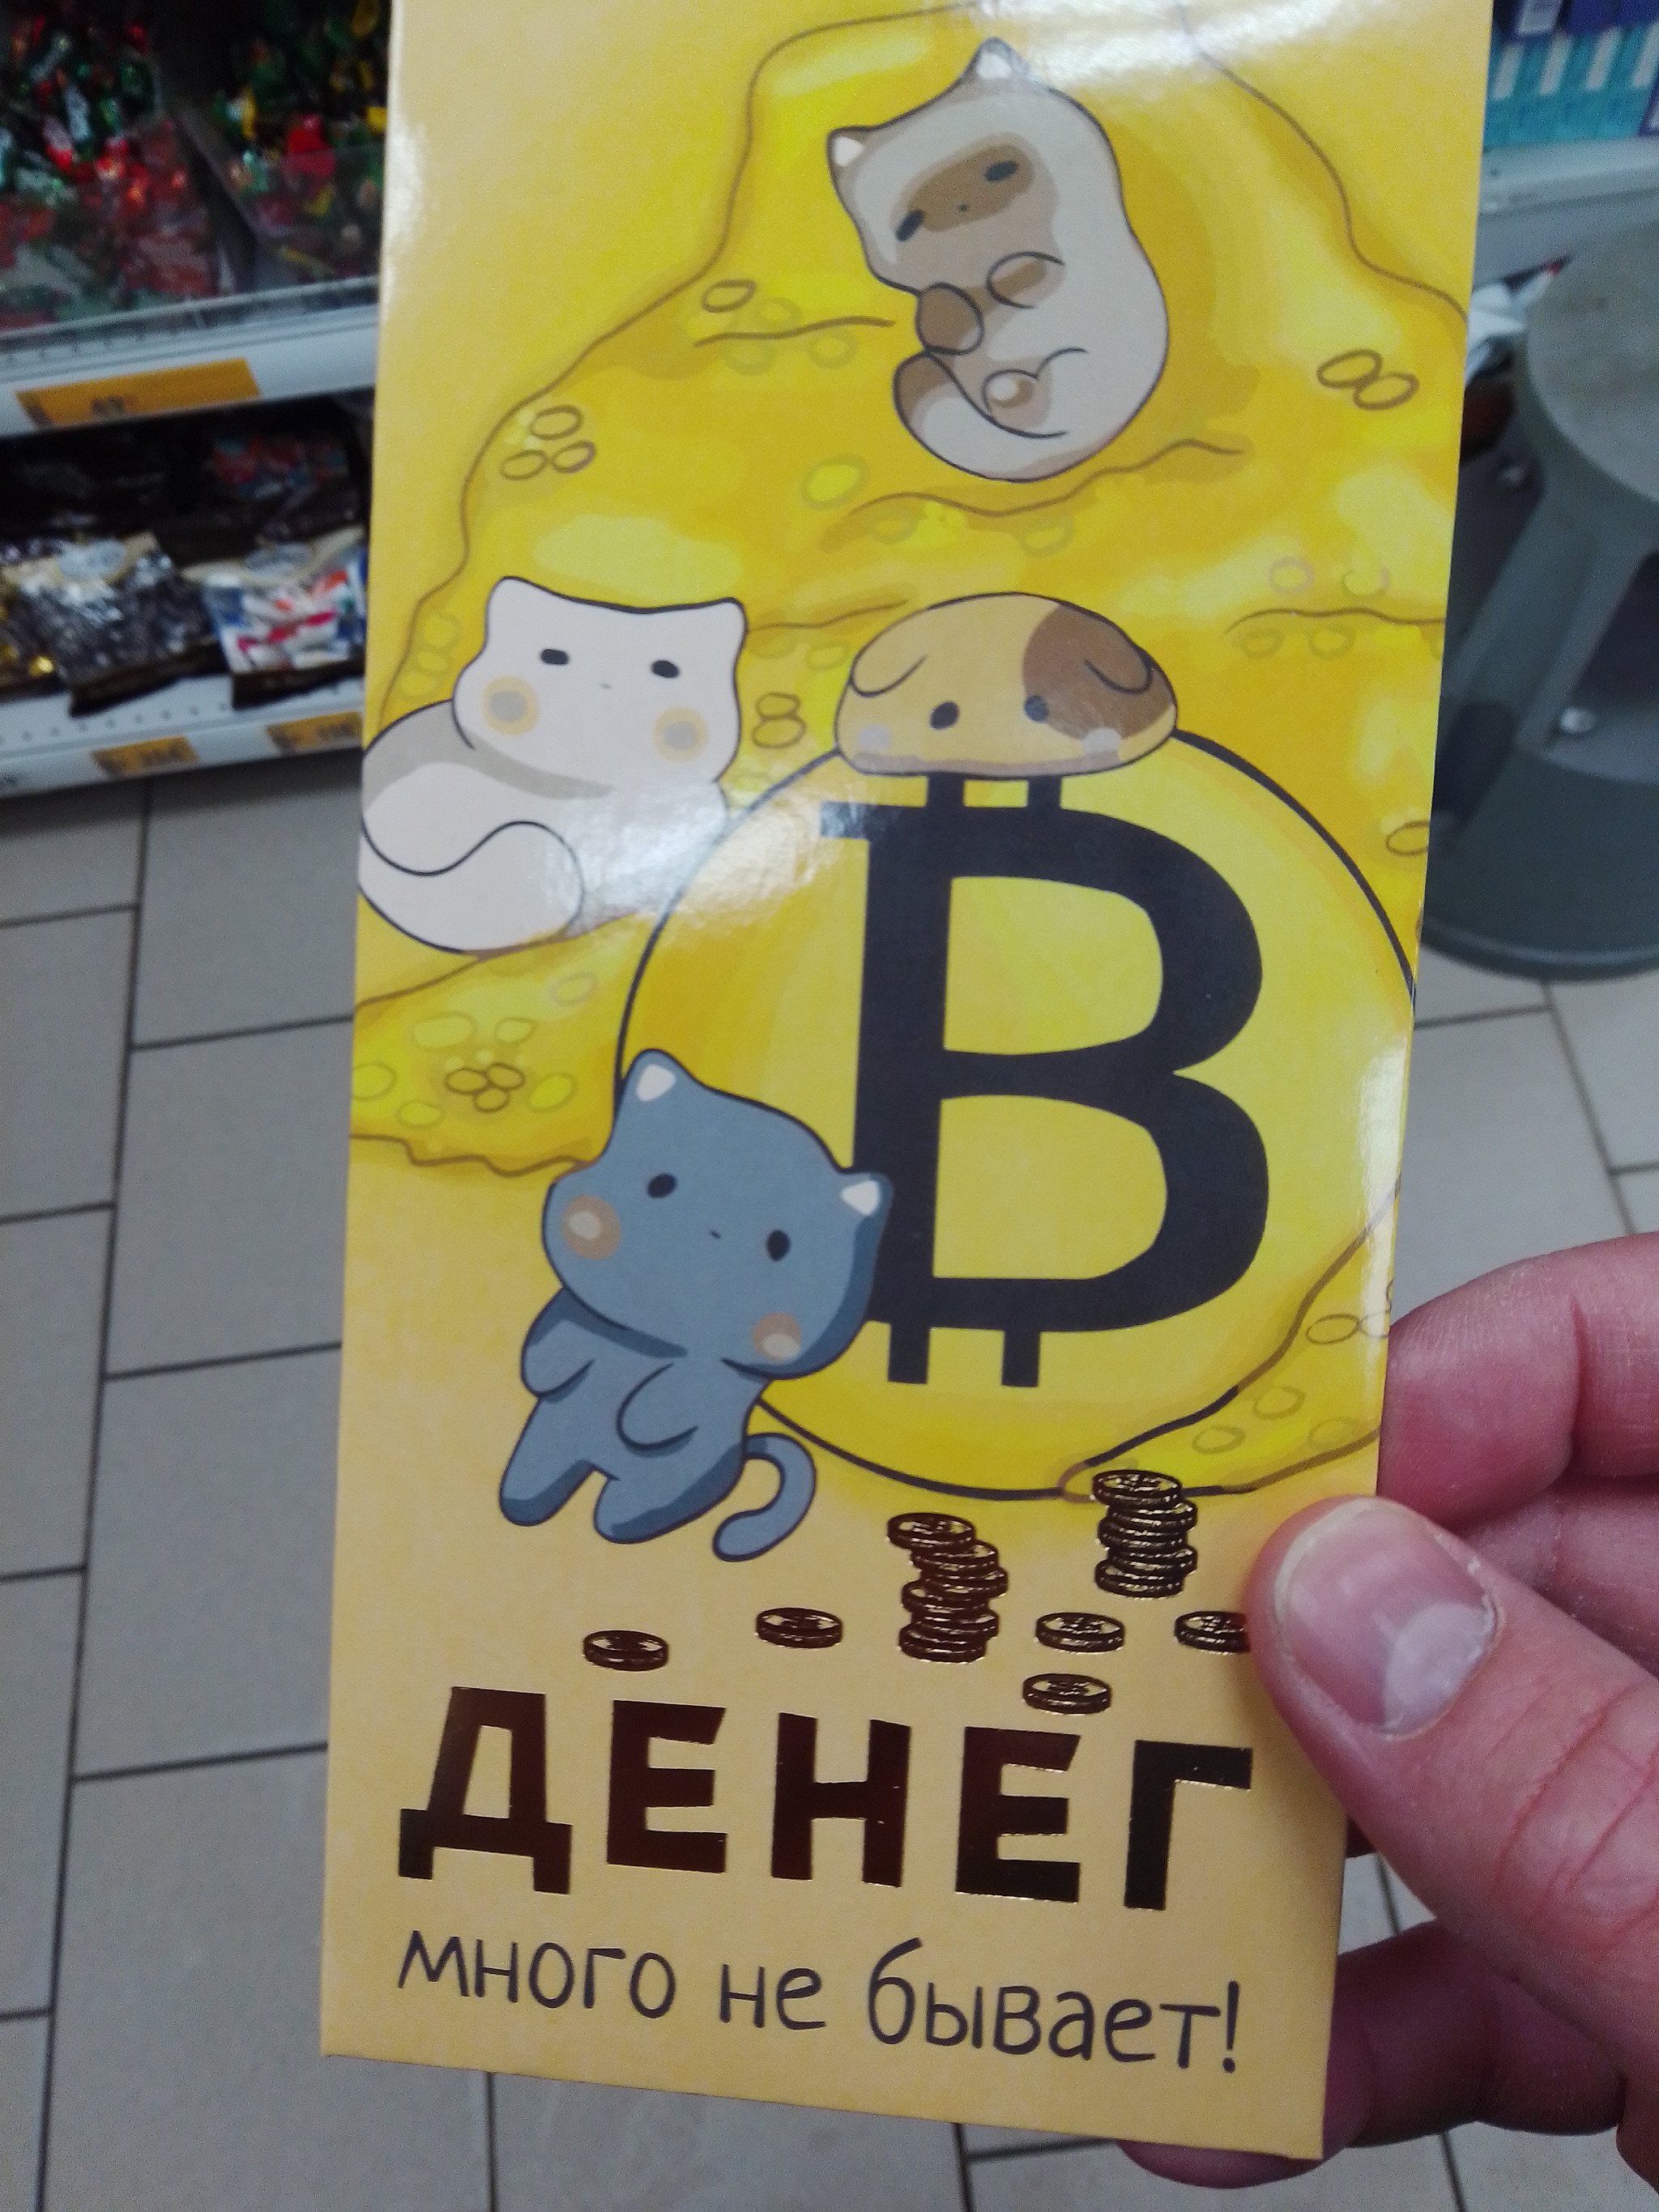 ₿
ДЕНЕГ
много не бывает!